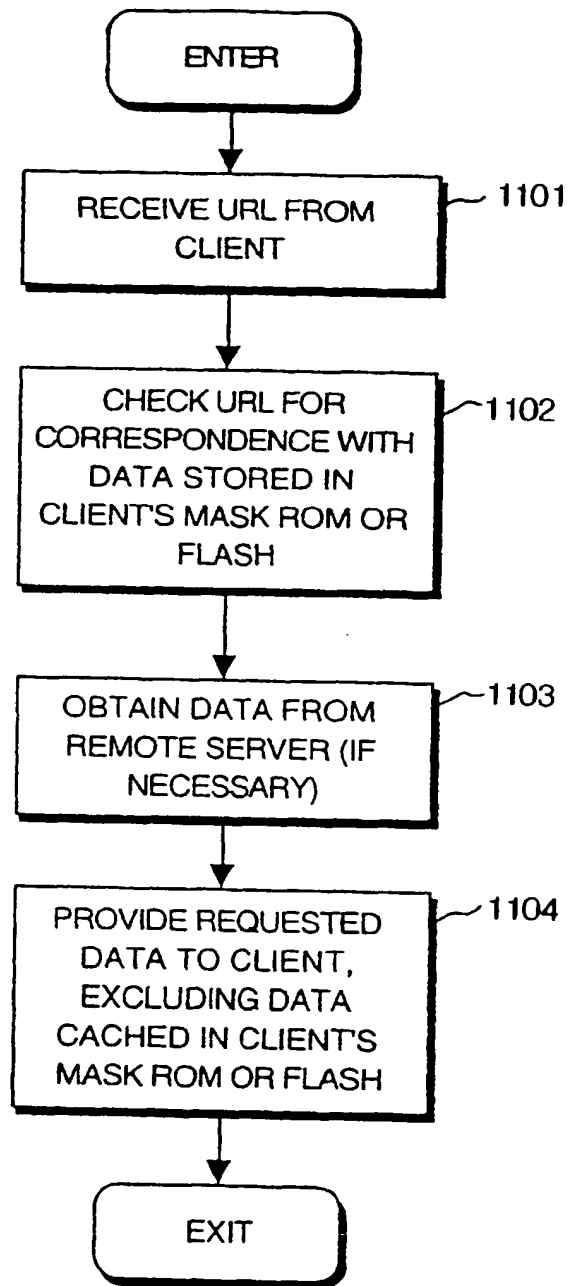 ENTER
RECEIVE URL FROM
CLIENT
1101
CHECK URL FOR
CORRESPONDENCE WITH
DATA STORED IN
CLIENT'S MASK ROM OR
FLASH
1102
OBTAIN DATA FROM
REMOTE SERVER (IF
NECESSARY)
1103
PROVIDE REQUESTED
DATA TO CLIENT,
EXCLUDING DATA
CACHED IN CLIENT'S
MASK ROM OR FLASH
1104
EXIT